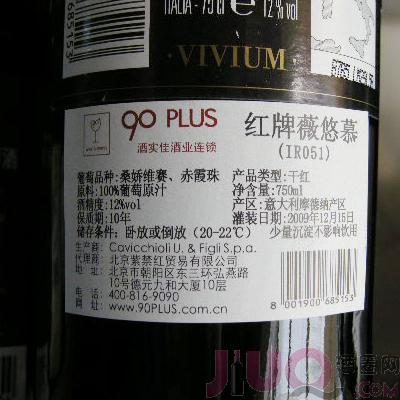 685153
ITALIA - 75 cl e 12% vol
VIVIUM
90 PLUS
酒实佳酒业连锁
红牌薇悠慕
(IR051)
葡萄品种: 桑娇维赛、赤霞珠
产品类型: 干红
原料: 100%葡萄原汁
净含量: 750ml
酒精度: 12%vol
产区: 意大利摩德纳产区
保质期: 10年
灌装日期: 2009年12月15日
储存条件: 卧放或倒放 (20-22℃) 少量沉淀不影响饮用
生产商: Cavicchioli U. & Figli S.p.a.
代理商: 北京紫禁红贸易有限公司
地址: 北京市朝阳区东三环弘燕路
10号德元九和大厦10层
电话: 400-816-9090
www.90PLUS.com.cn
8 001900 685153